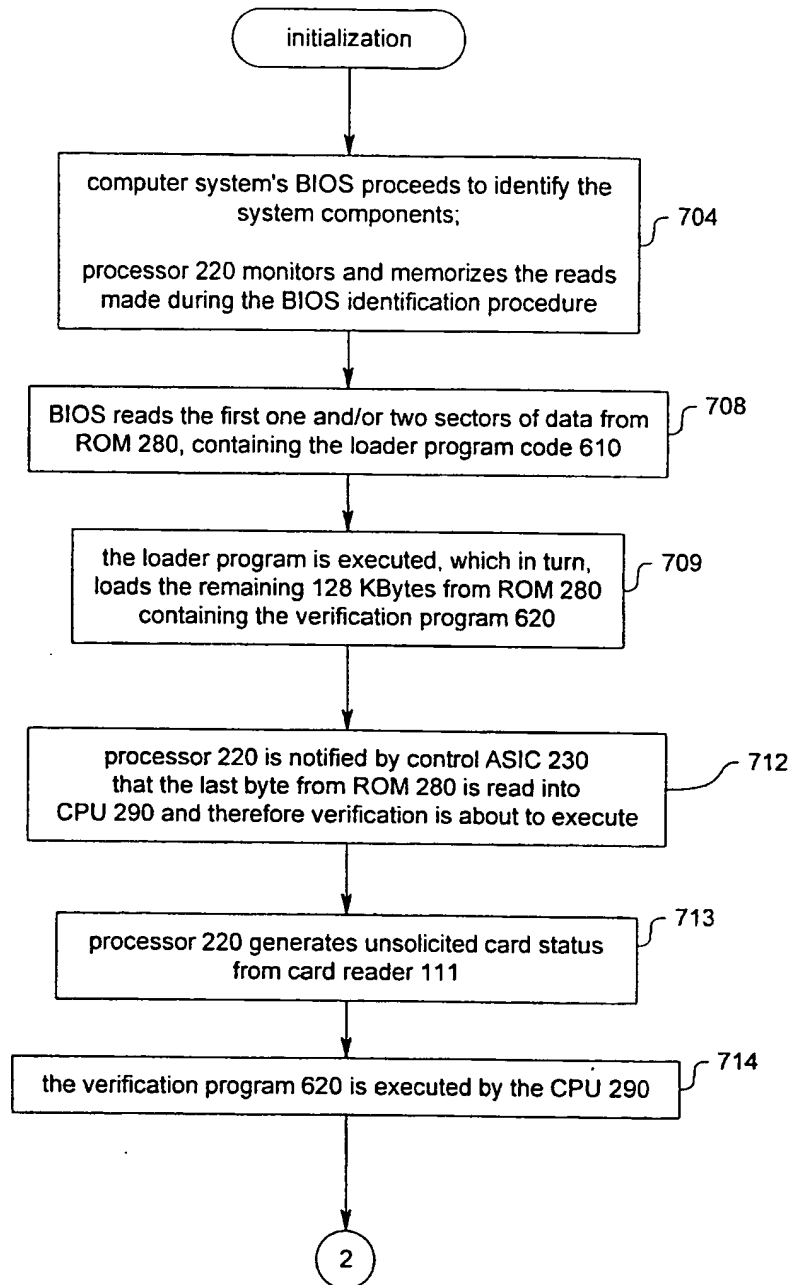 initialization
computer system's BIOS proceeds to identify the
system components;
processor 220 monitors and memorizes the reads
made during the BIOS identification procedure
704
BIOS reads the first one and/or two sectors of data from
ROM 280, containing the loader program code 610
708
the loader program is executed, which in turn,
loads the remaining 128 KBytes from ROM 280
containing the verification program 620
709
processor 220 is notified by control ASIC 230
that the last byte from ROM 280 is read into
CPU 290 and therefore verification is about to execute
712
processor 220 generates unsolicited card status
from card reader 111
713
the verification program 620 is executed by the CPU 290
714
2